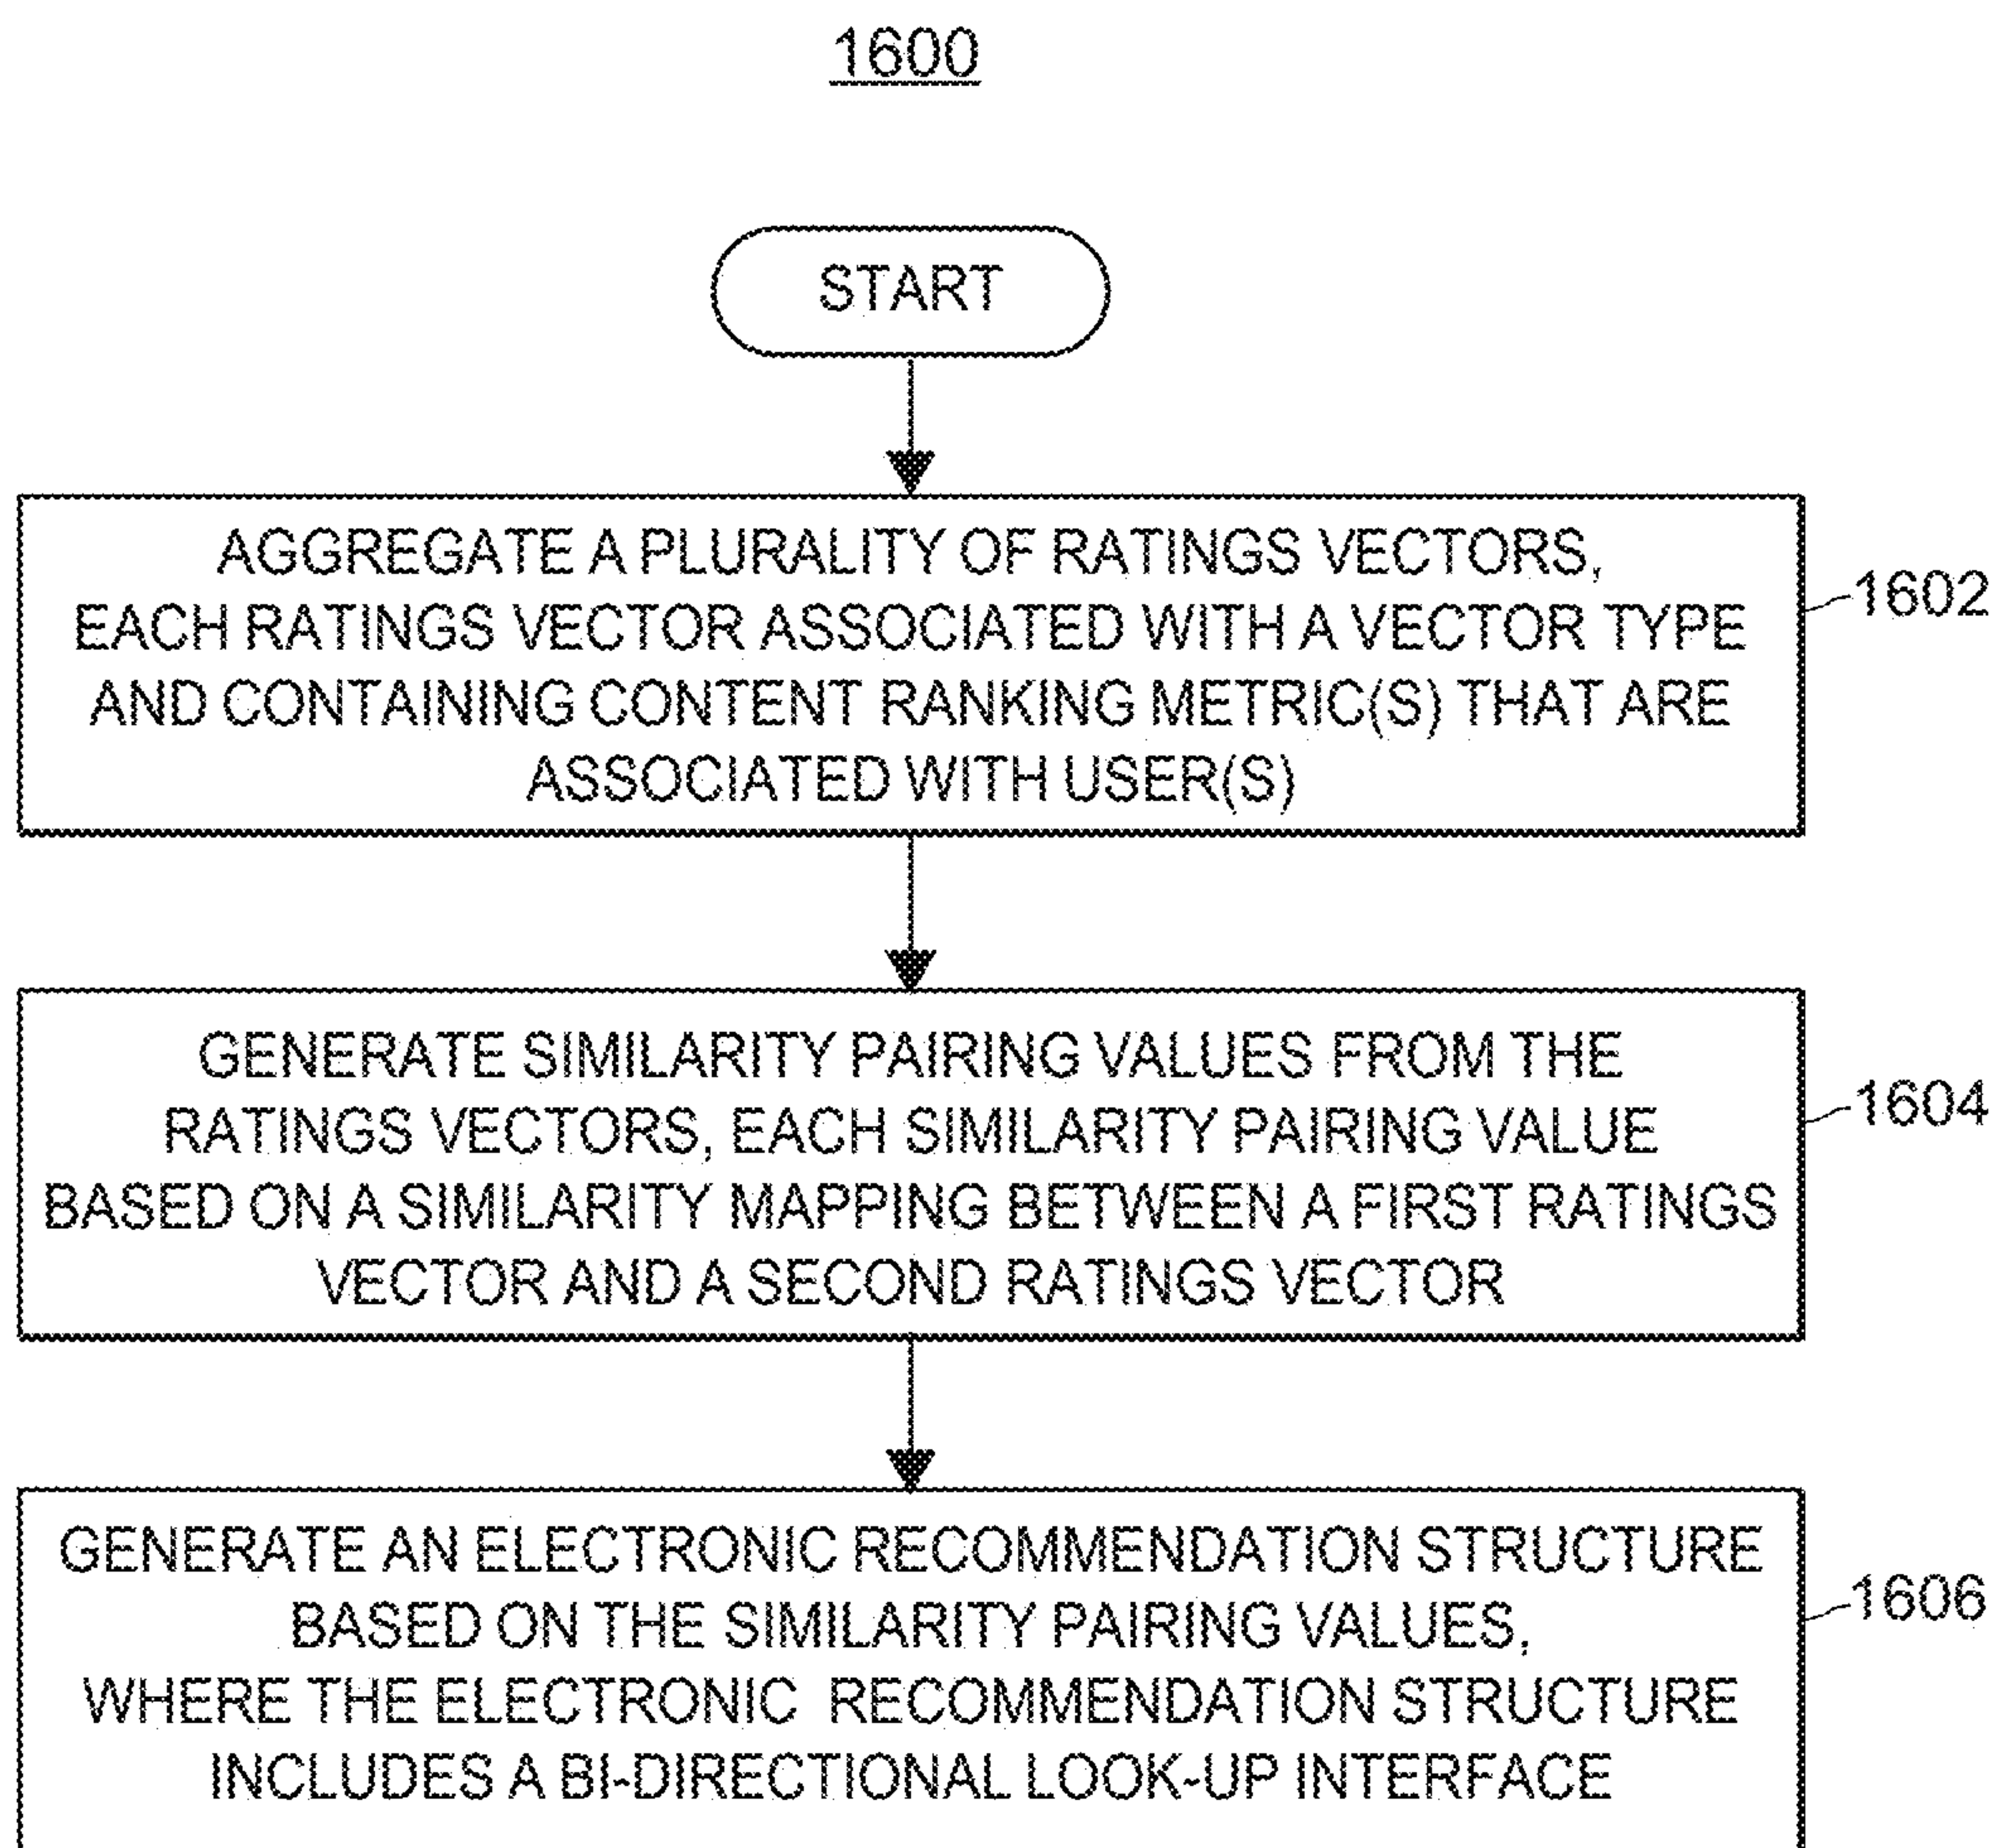 1600
START
AGGREGATE A PLURALITY OF RATINGS VECTORS,
EACH RATINGS VECTOR ASSOCIATED WITH A VECTOR TYPE
AND CONTAINING CONTENT RANKING METRIC(S) THAT ARE
ASSOCIATED WITH USER(S)
1602
GENERATE SIMILARITY PAIRING VALUES FROM THE
RATINGS VECTORS, EACH SIMILARITY PAIRING VALUE
BASED ON A SIMILARITY MAPPING BETWEEN A FIRST RATINGS
VECTOR AND A SECOND RATINGS VECTOR
1604
GENERATE AN ELECTRONIC RECOMMENDATION STRUCTURE
BASED ON THE SIMILARITY PAIRING VALUES,
WHERE THE ELECTRONIC RECOMMENDATION STRUCTURE
INCLUDES A BI-DIRECTIONAL LOOK-UP INTERFACE
1606